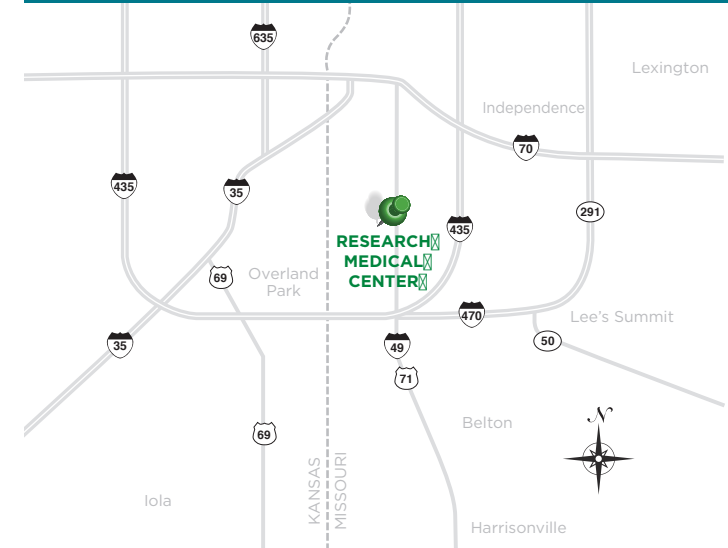 635
Lexington
Independence
70
435
35
291
435
RESEARCH
MEDICAL
CENTER
69
Overland
Park
470
Lee's Summit
35
49
50
71
Belton
N
69
KANSAS
MISSOURI
Iola
Harrisonville